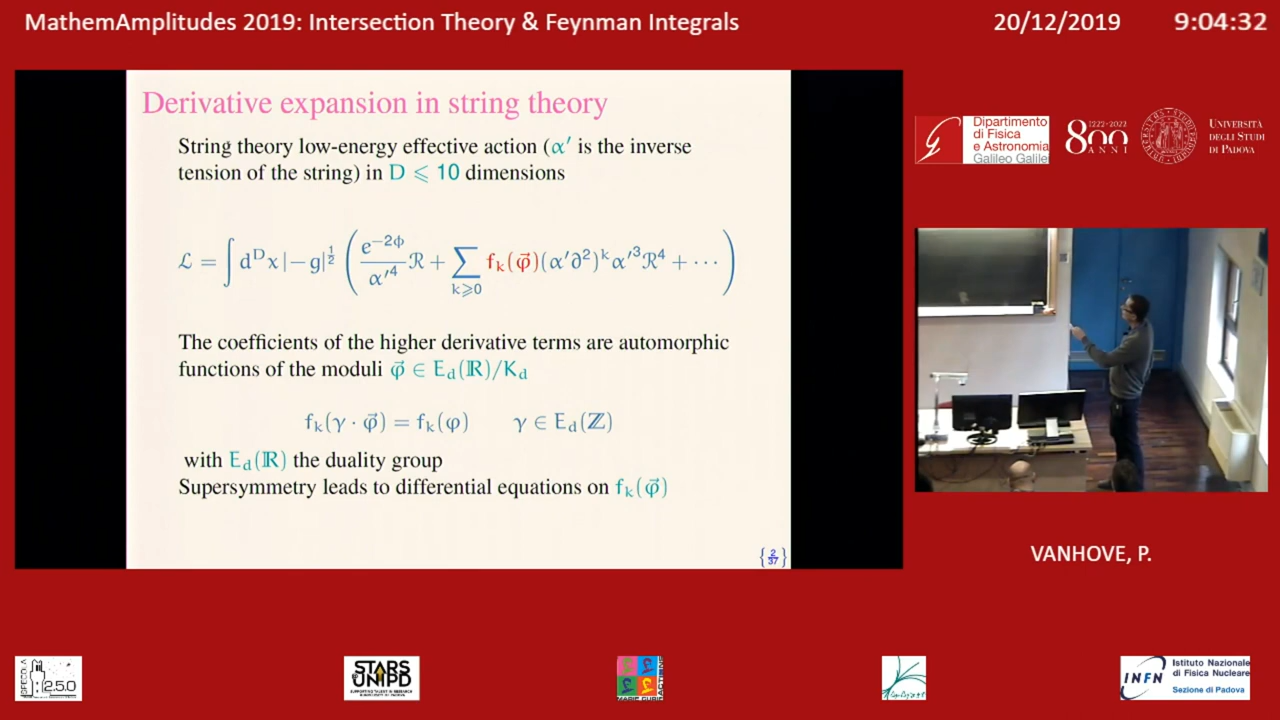 MathemAmplitudes 2019: Intersection Theory & Feynman Integrals
20/12/2019
9:04:32
Derivative expansion in string theory
String theory low-energy effective action (α′ is the inverse
tension of the string) in D ⩽ 10 dimensions
ℒ = ∫ d^D x |−g|^{1/2} ( e^{−2ϕ}/α′^4 ℛ + ∑_{k⩾0} f_k(φ⃗)(α′∂²)^k α′³ℛ⁴ + ⋯ )
The coefficients of the higher derivative terms are automorphic
functions of the moduli φ⃗ ∈ E_d(ℝ)/K_d
f_k(γ · φ⃗) = f_k(φ)  γ ∈ E_d(ℤ)
with E_d(ℝ) the duality group
Supersymmetry leads to differential equations on f_k(φ⃗)
{2/37}
Dipartimento
di Fisica
e Astronomia
Galileo Galilei
1222-2022
800
ANNI
UNIVERSITÀ
DEGLI STUDI
DI PADOVA
VANHOVE, P.
SPECOLA
250
STARS
UNIPD
INFN
Istituto Nazionale
di Fisica Nucleare
Sezione di Padova